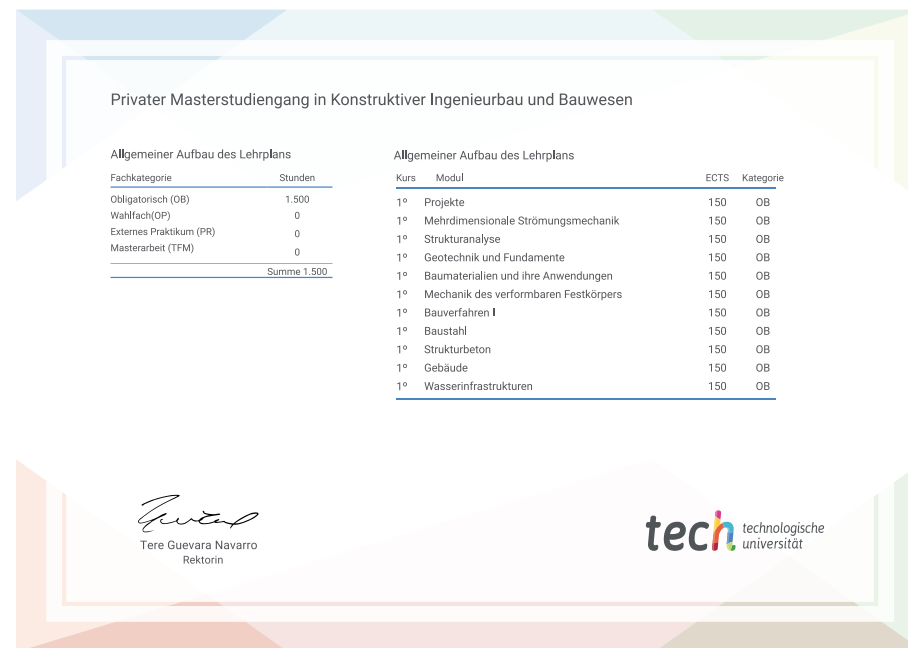 Privater Masterstudiengang in Konstruktiver Ingenieurbau und Bauwesen
Allgemeiner Aufbau des Lehrplans
Fachkategorie Stunden
Obligatorisch (OB) 1.500
Wahlfach(OP) 0
Externes Praktikum (PR) 0
Masterarbeit (TFM) 0
Summe 1.500
Allgemeiner Aufbau des Lehrplans
Kurs Modul ECTS Kategorie
1º Projekte 150 OB
1º Mehrdimensionale Strömungsmechanik 150 OB
1º Strukturanalyse 150 OB
1º Geotechnik und Fundamente 150 OB
1º Baumaterialien und ihre Anwendungen 150 OB
1º Mechanik des verformbaren Festkörpers 150 OB
1º Bauverfahren I 150 OB
1º Baustahl 150 OB
1º Strukturbeton 150 OB
1º Gebäude 150 OB
1º Wasserinfrastrukturen 150 OB
Tere Guevara Navarro
Rektorin
tech technologische
universität